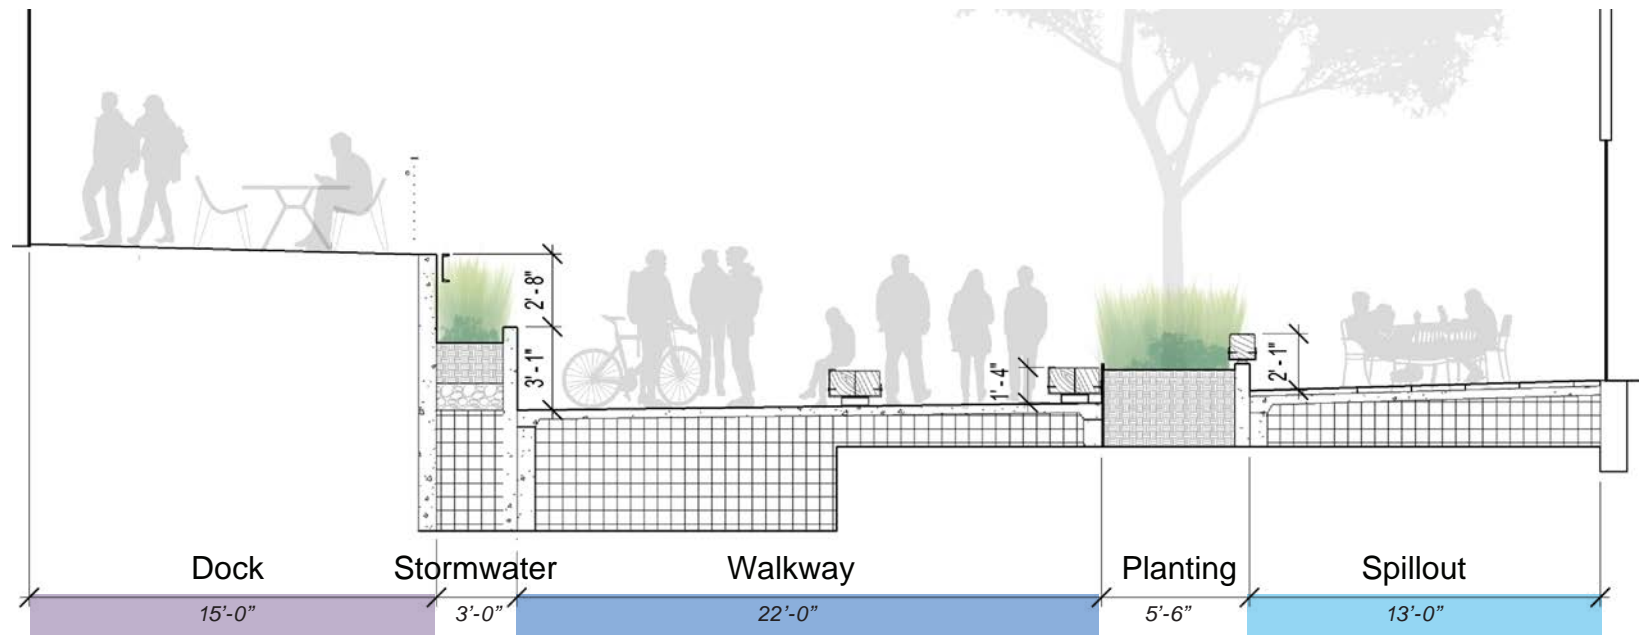 2'-8"
3'-1"
1'-4"
2'-1"
Dock Stormwater Walkway Planting Spillout
15’-0” 3’-0” 22’-0” 5’-6” 13’-0”